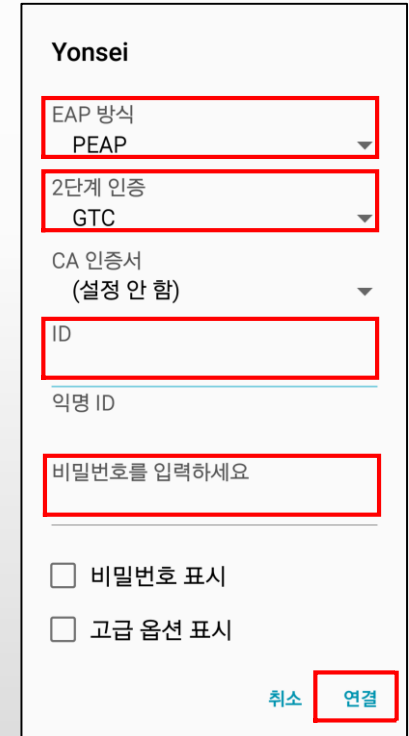 Yonsei
EAP 방식
PEAP
2단계 인증
GTC
CA 인증서
(설정 안 함)
ID
익명 ID
비밀번호를 입력하세요
비밀번호 표시
고급 옵션 표시
취소 연결